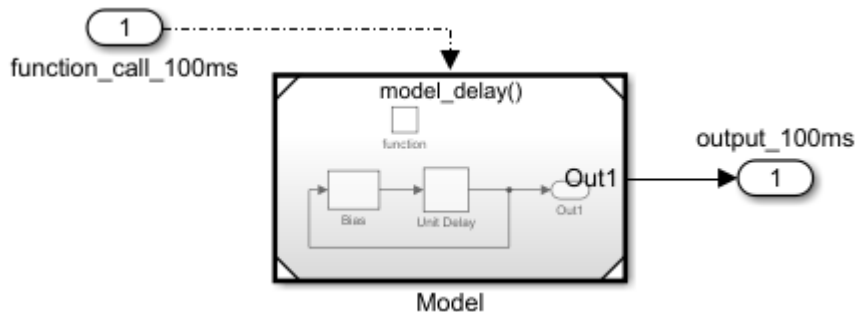 1
function_call_100ms
model_delay()
function
output_100ms
1
Out1
Bias
Unit Delay
Out1
Model